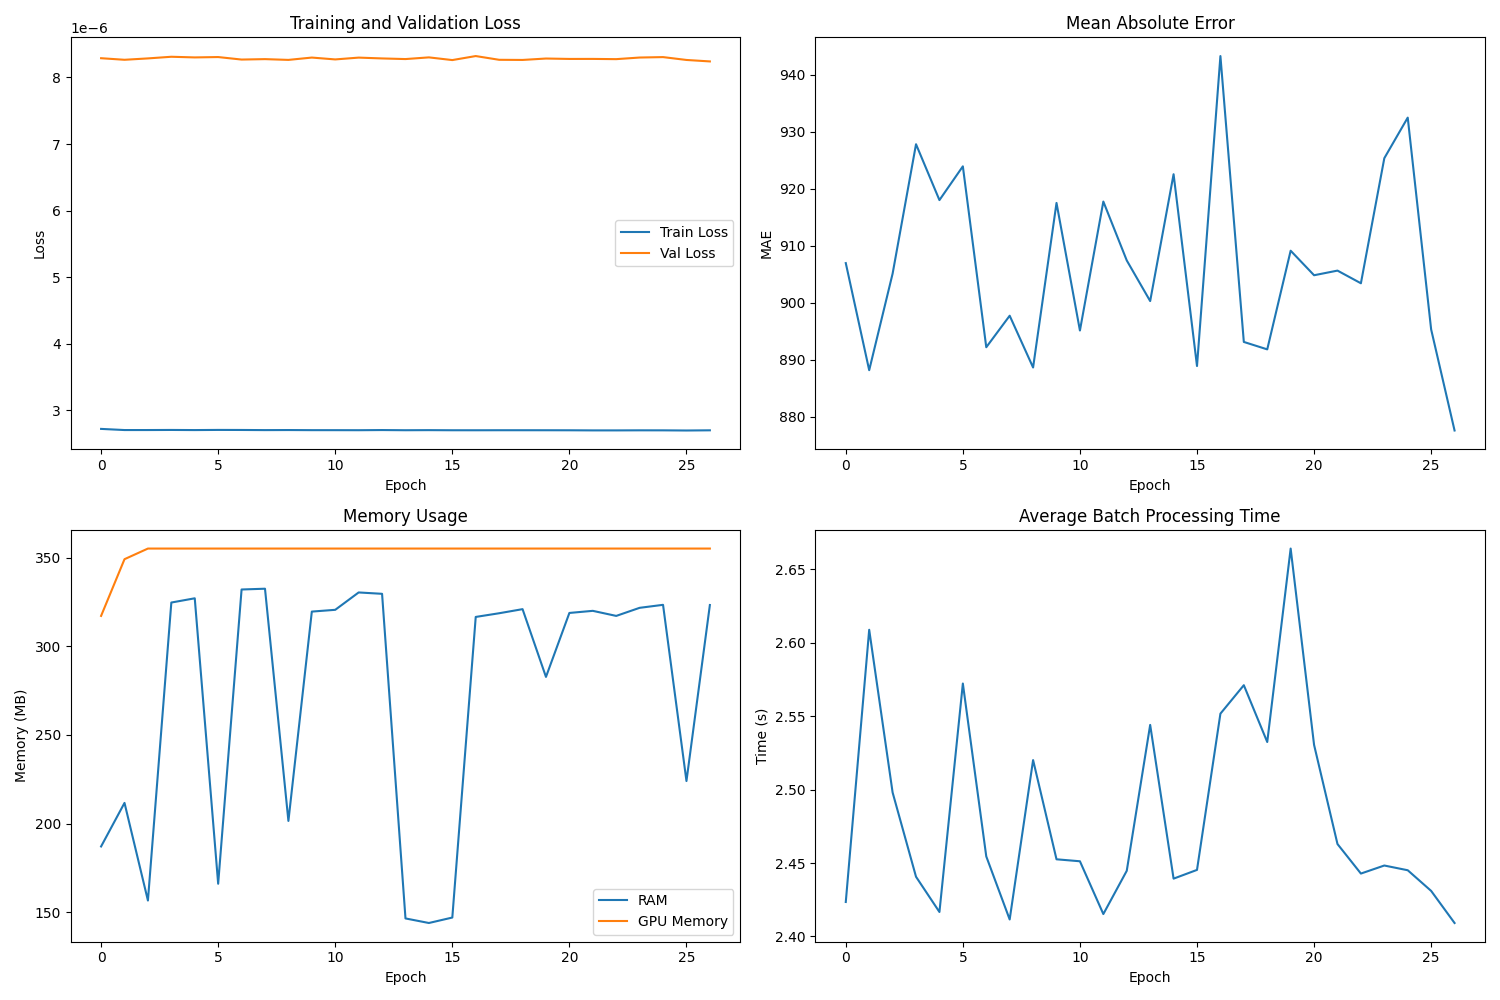 Training and Validation Loss
1e−6
8
7
6
5
4
3
Loss
Train Loss
Val Loss
0 5 10 15 20 25
Epoch
Mean Absolute Error
940
930
920
910
900
890
880
MAE
0 5 10 15 20 25
Epoch
Memory Usage
350
300
250
200
150
Memory (MB)
RAM
GPU Memory
0 5 10 15 20 25
Epoch
Average Batch Processing Time
2.65
2.60
2.55
2.50
2.45
2.40
Time (s)
0 5 10 15 20 25
Epoch